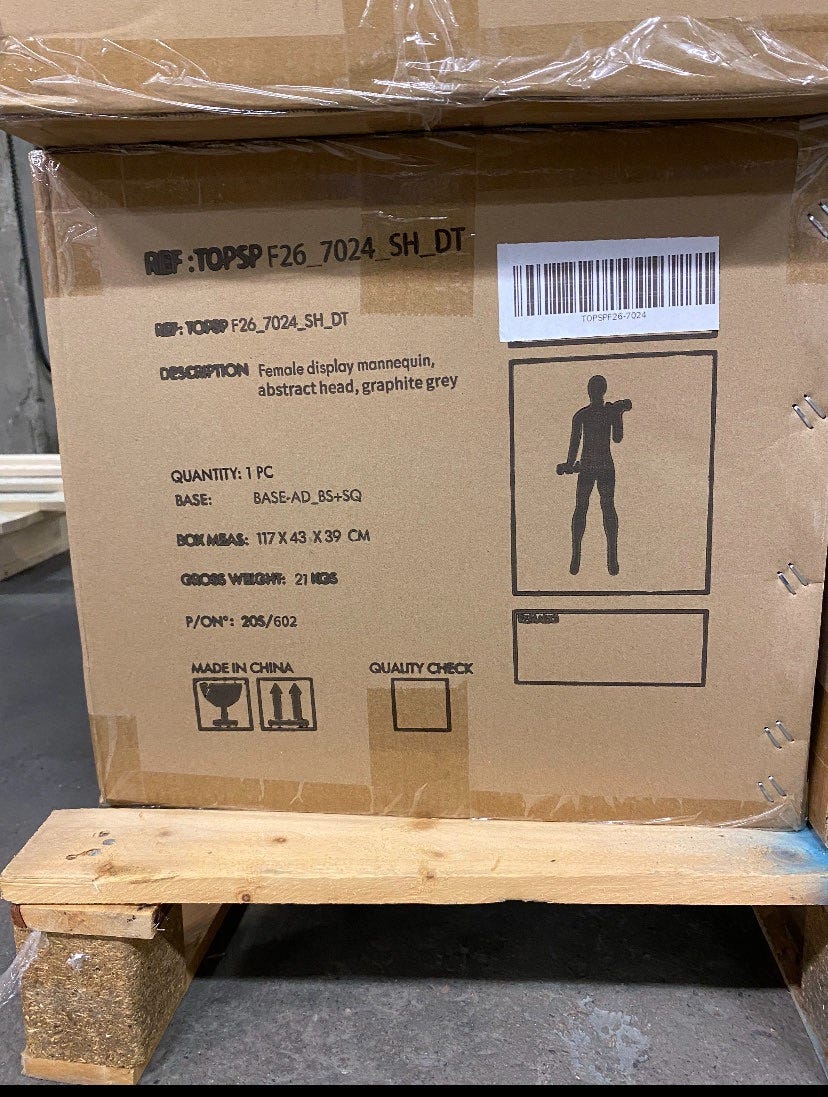 REF :TOPSP F26_7024_SH_DT
TOPSPF26-7024
REF: TOPSP F26_7024_SH_DT
DESCRIPTION Female display mannequin,
abstract head, graphite grey
QUANTITY: 1 PC
BASE: BASE-AD_BS+SQ
BOX MEAS: 117 X 43 X 39 CM
GROSS WEIGHT: 21 KGS
P/ON°: 205/602
MADE IN CHINA
QUALITY CHECK